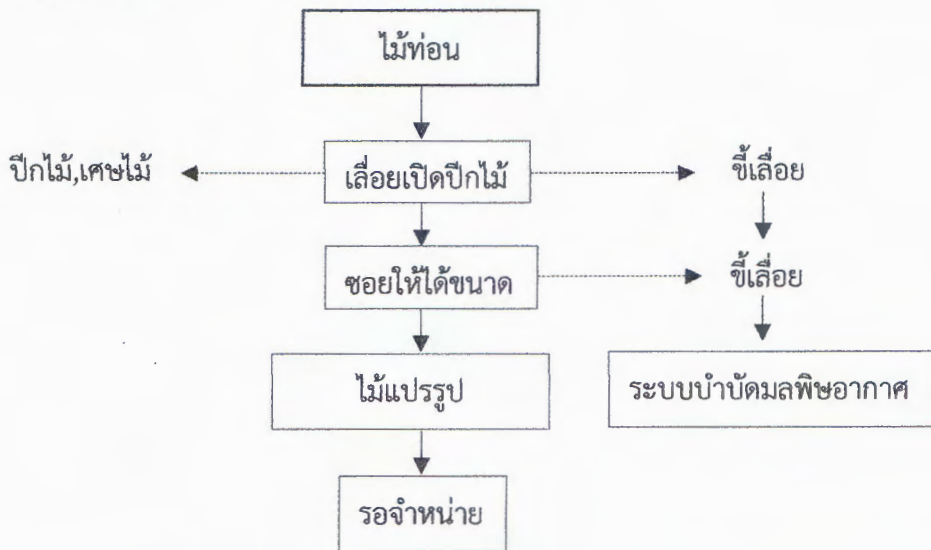 ไม้ท่อน
ปีกไม้,เศษไม้
เลื่อยเปิดปีกไม้
ขี้เลื่อย
ซอยให้ได้ขนาด
ขี้เลื่อย
ไม้แปรรูป
ระบบบำบัดมลพิษอากาศ
รอจำหน่าย